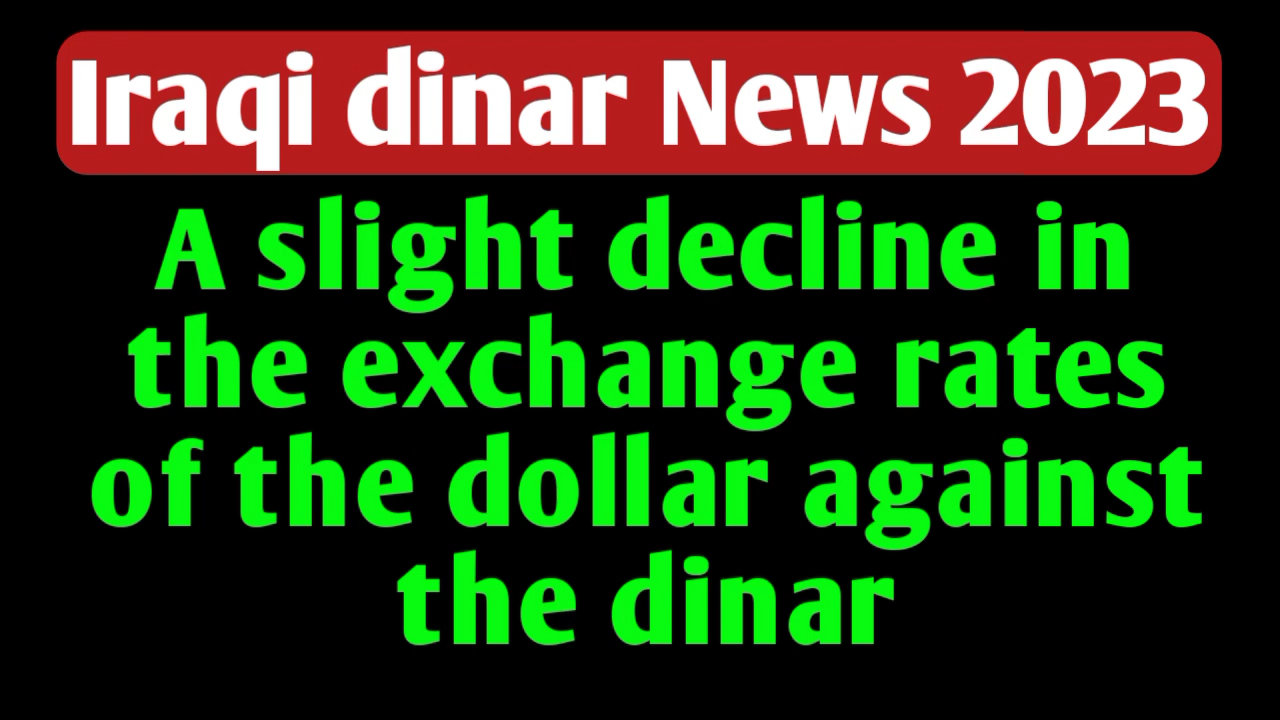 Iraqi dinar News 2023
A slight decline in
the exchange rates
of the dollar against
the dinar